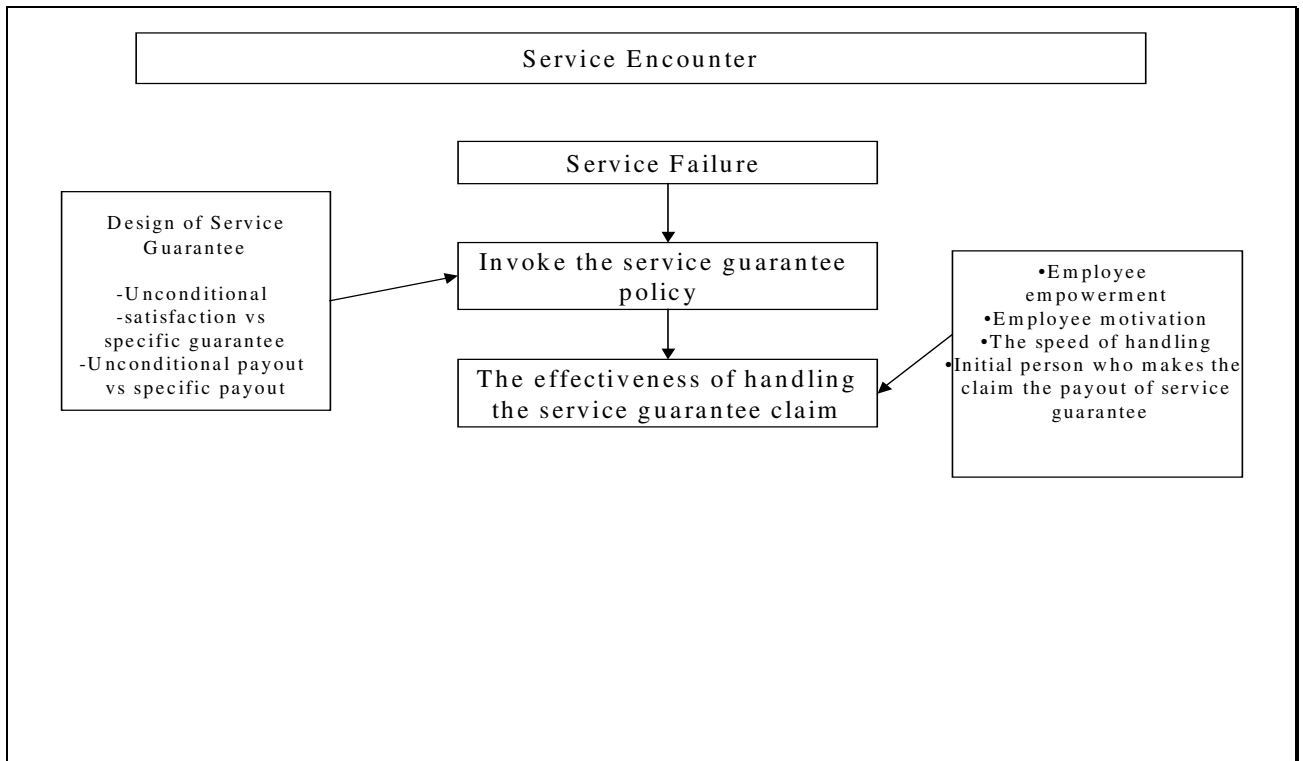 Service Encounter
Service Failure
Design of Service
Guarantee
-Unconditional
-satisfaction vs
specific guarantee
-Unconditional payout
vs specific payout
Invoke the service guarantee
policy
The effectiveness of handling
the service guarantee claim
•Employee
empowerment
•Employee motivation
•The speed of handling
•Initial person who makes the
claim the payout of service
guarantee